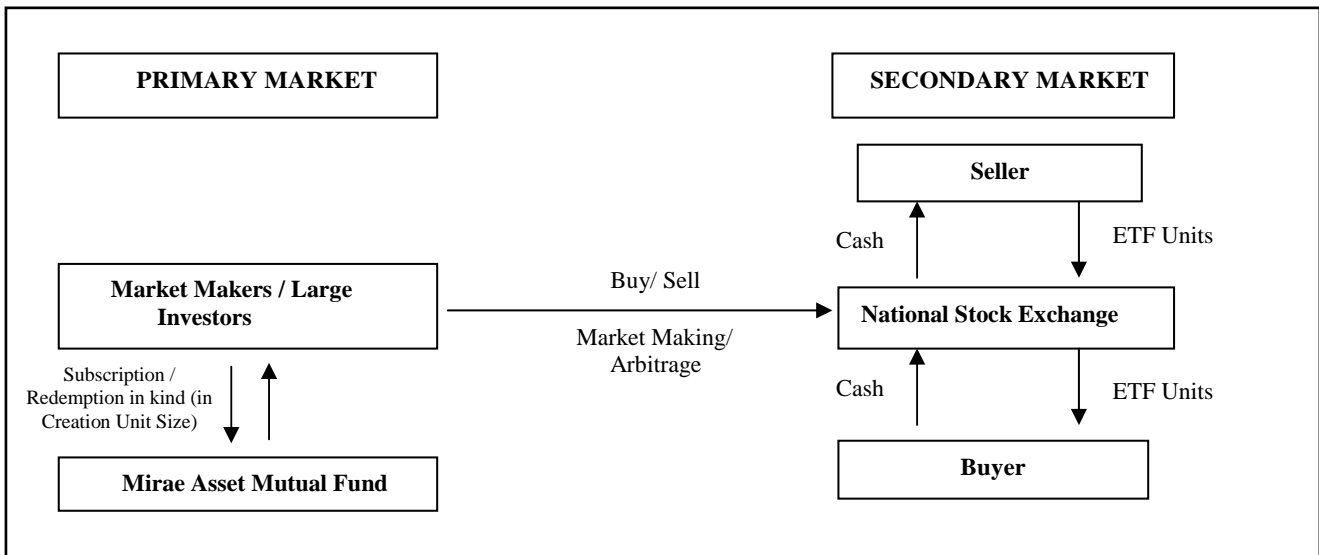 PRIMARY MARKET
SECONDARY MARKET
Seller
Cash
ETF Units
Market Makers / Large
Investors
Buy/ Sell
Market Making/
Arbitrage
National Stock Exchange
Subscription /
Redemption in kind (in
Creation Unit Size)
Cash
ETF Units
Mirae Asset Mutual Fund
Buyer